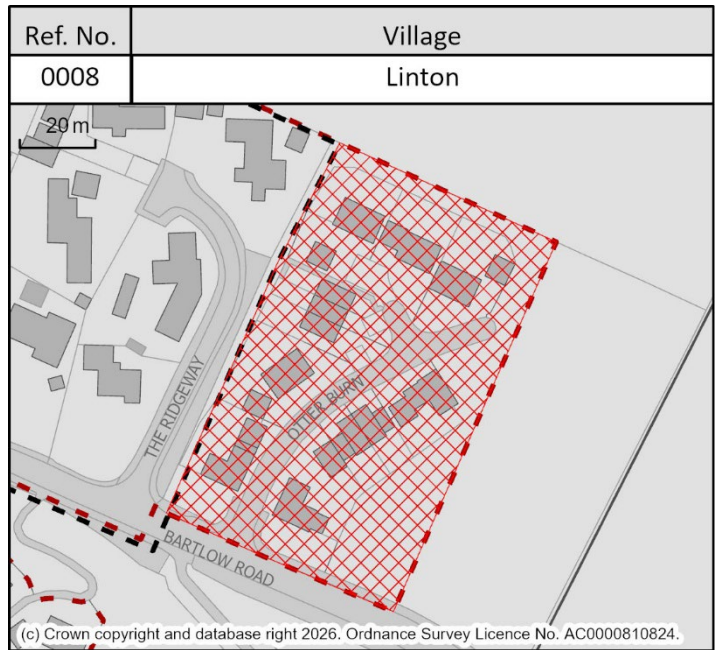 Ref. No. Village
0008 Linton
20 m
THE RIDGEWAY
OTTER BURN
BARTLOW ROAD
(c) Crown copyright and database right 2026. Ordnance Survey Licence No. AC0000810824.